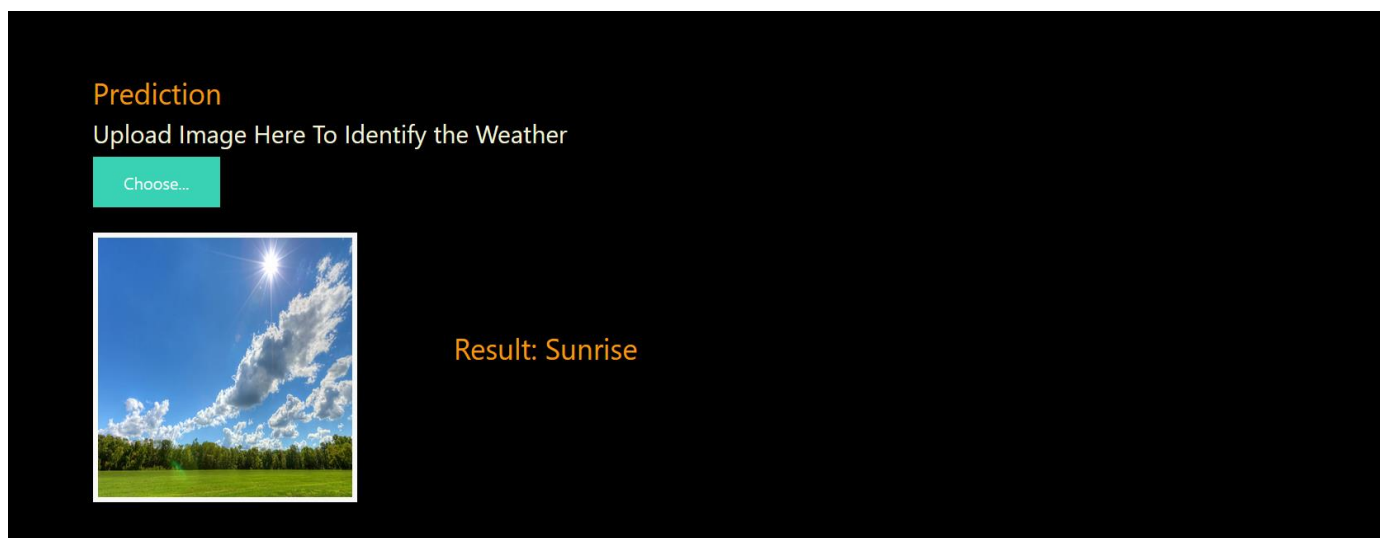 Prediction
Upload Image Here To Identify the Weather
Choose...
Result: Sunrise